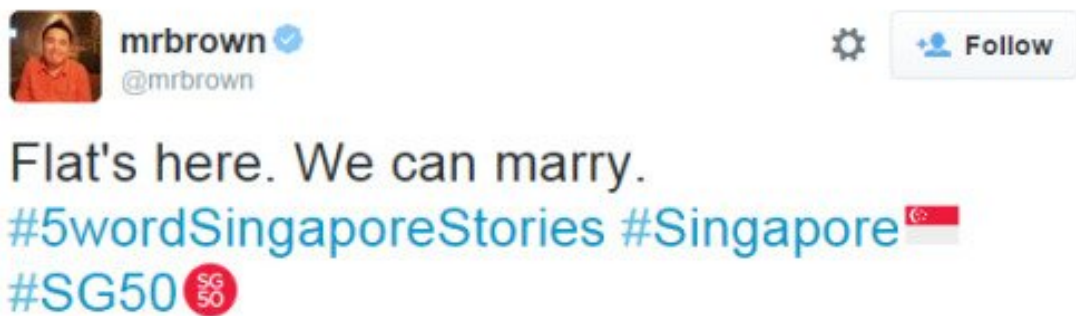 mrbrown
@mrbrown
Follow
Flat's here. We can marry.
#5wordSingaporeStories #Singapore
#SG50 SG 50